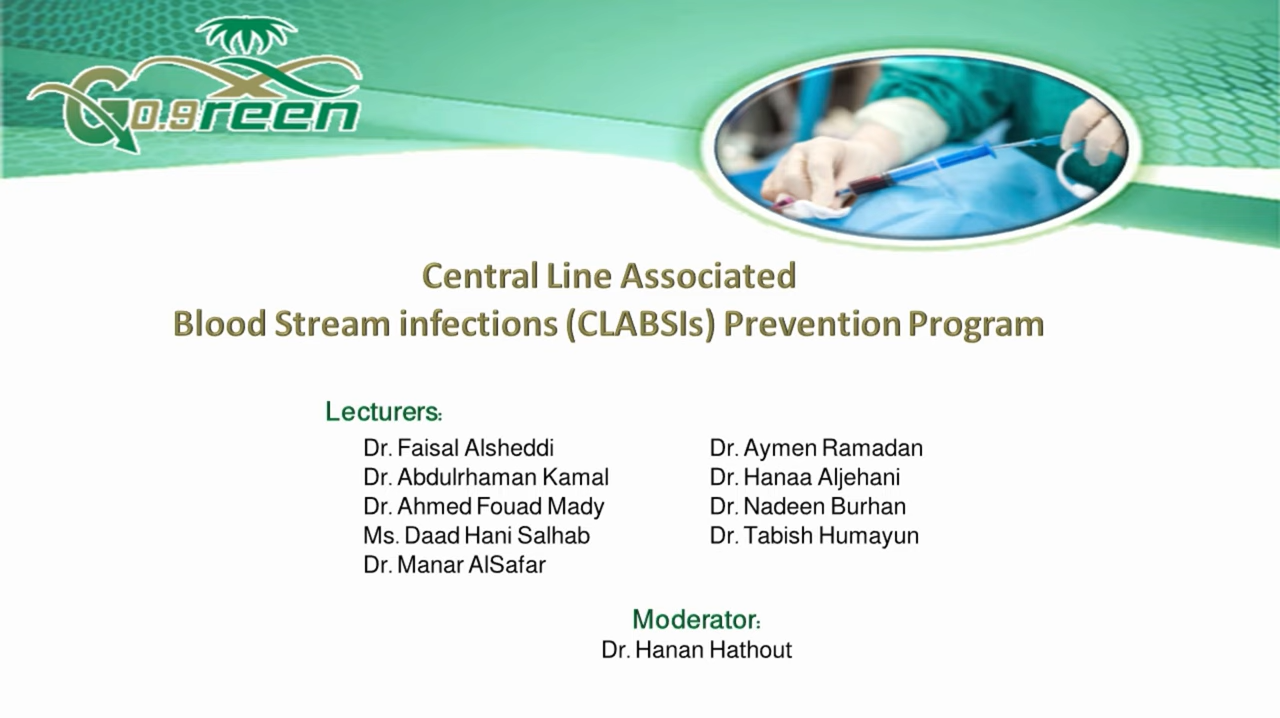 Go.green
Central Line Associated
Blood Stream infections (CLABSIs) Prevention Program
Lecturers:
Dr. Faisal Alsheddi
Dr. Abdulrhaman Kamal
Dr. Ahmed Fouad Mady
Ms. Daad Hani Salhab
Dr. Manar AlSafar
Dr. Aymen Ramadan
Dr. Hanaa Aljehani
Dr. Nadeen Burhan
Dr. Tabish Humayun
Moderator:
Dr. Hanan Hathout